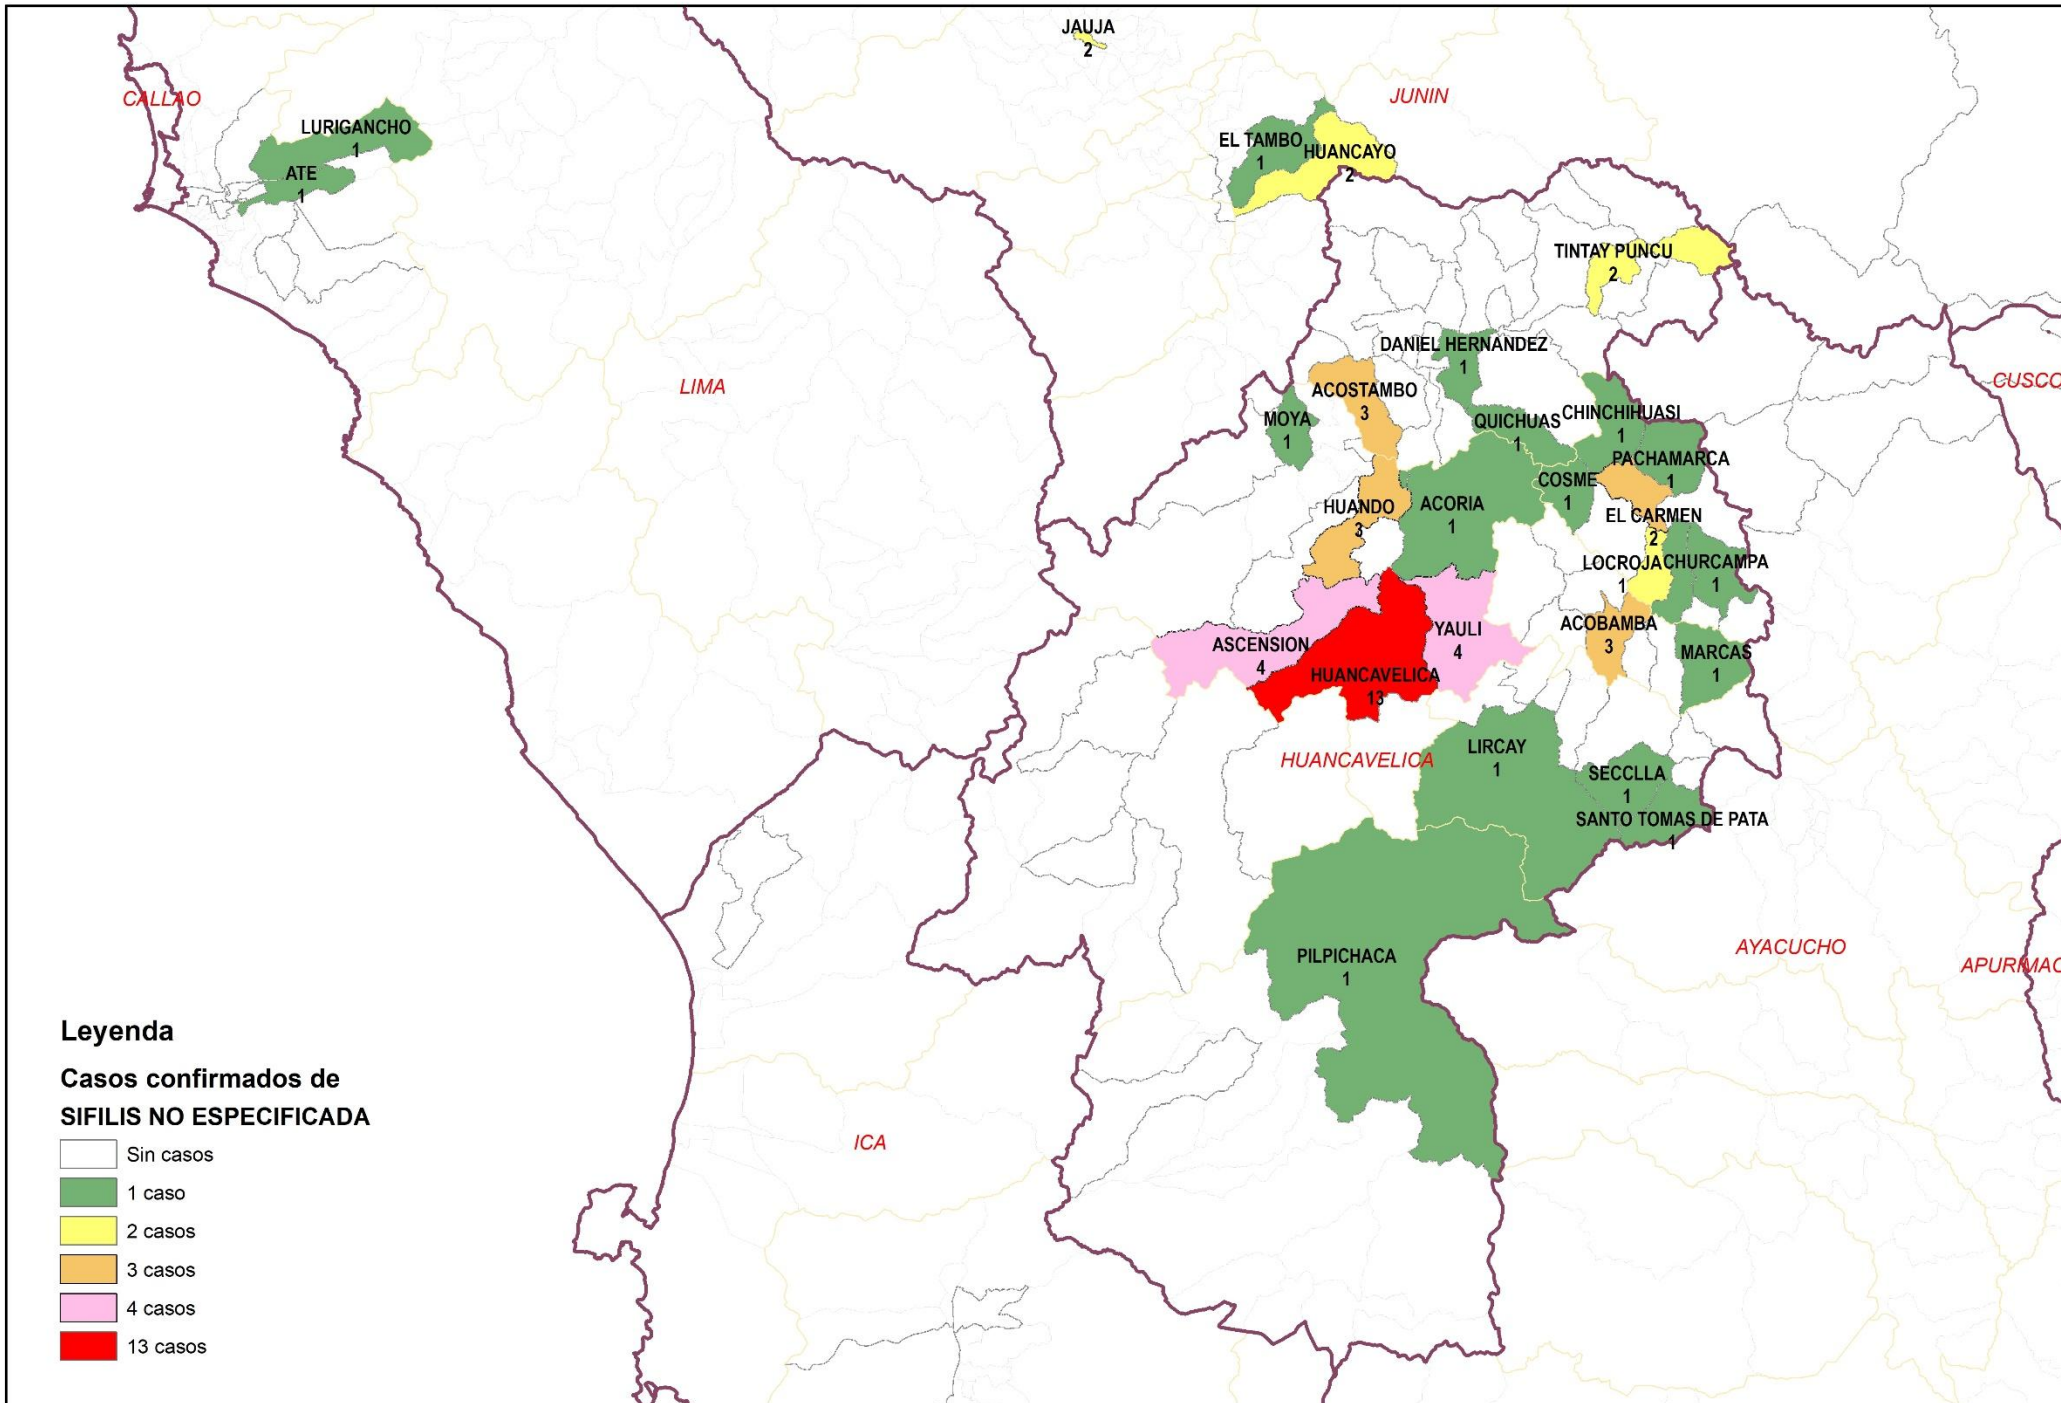 JAUJA
2
CALLAO
JUNIN
LURIGANCHO
1
EL TAMBO
1
HUANCAYO
2
ATE
1
TINTAY PUNCU
2
DANIEL HERNANDEZ
1
LIMA
CUSCO
ACOSTAMBO
3
MOYA
1
QUICHUAS
1
CHINCHIHUASI
1
PACHAMARCA
1
COSME
1
HUANDO
3
ACORIA
1
EL CARMEN
2
LOCROJA
1
CHURCAMPA
1
ACOBAMBA
3
ASCENSION
4
YAULI
4
MARCAS
1
HUANCAVELICA
13
HUANCAVELICA
LIRCAY
1
SECCLLA
1
SANTO TOMAS DE PATA
1
PILPICHACA
1
AYACUCHO
APURIMAC
ICA
Leyenda
Casos confirmados de
SIFILIS NO ESPECIFICADA
Sin casos
1 caso
2 casos
3 casos
4 casos
13 casos